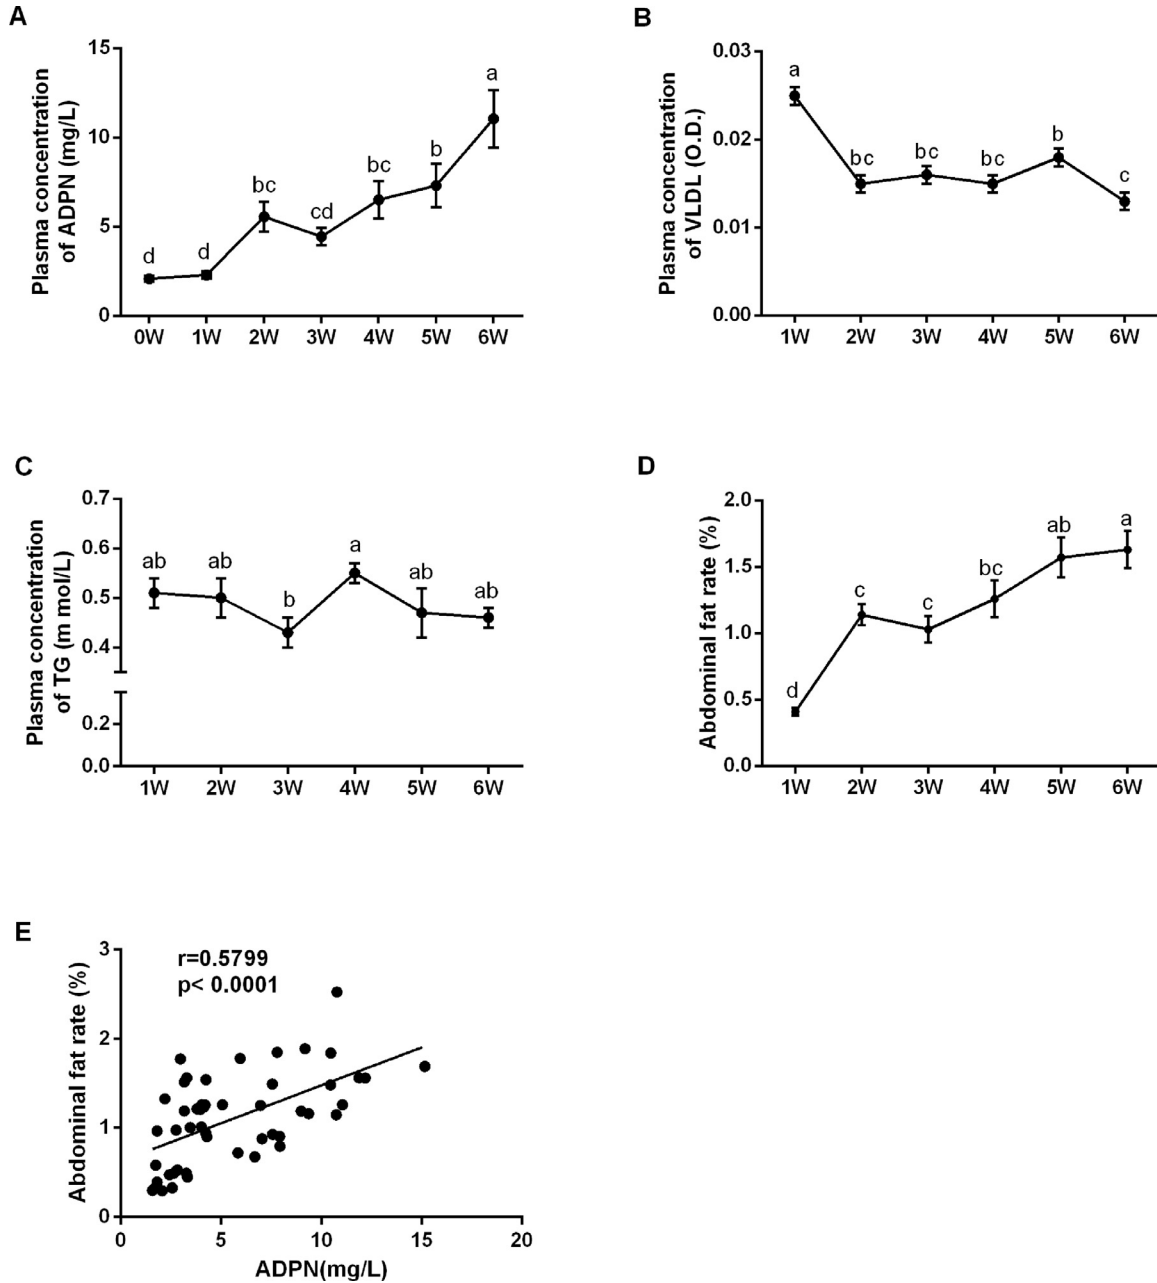 A
Plasma concentration
of ADPN (mg/L)
15
10
5
0
d
d
bc
cd
bc
b
a
0W 1W 2W 3W 4W 5W 6W
B
Plasma concentration
of VLDL (O.D.)
0.03
0.02
0.01
0.00
a
bc
bc
bc
b
c
1W 2W 3W 4W 5W 6W
C
Plasma concentration
of TG (m mol/L)
0.7
0.6
0.5
0.4
0.2
0.0
ab
ab
b
a
ab
ab
1W 2W 3W 4W 5W 6W
D
Abdominal fat rate (%)
2.0
1.5
1.0
0.5
0.0
d
c
c
bc
ab
a
1W 2W 3W 4W 5W 6W
E
Abdominal fat rate (%)
3
2
1
0
r=0.5799
p< 0.0001
0 5 10 15 20
ADPN(mg/L)